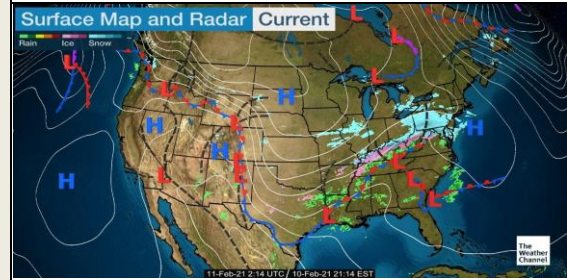 Surface Map and Radar Current
Rain Ice Snow
L
L
L
L
H
L
H
L
H
H
L
L
L
L
H
L
L
L
11-Feb-21 2:14 UTC / 10-Feb-21 21:14 EST
The
Weather
Channel